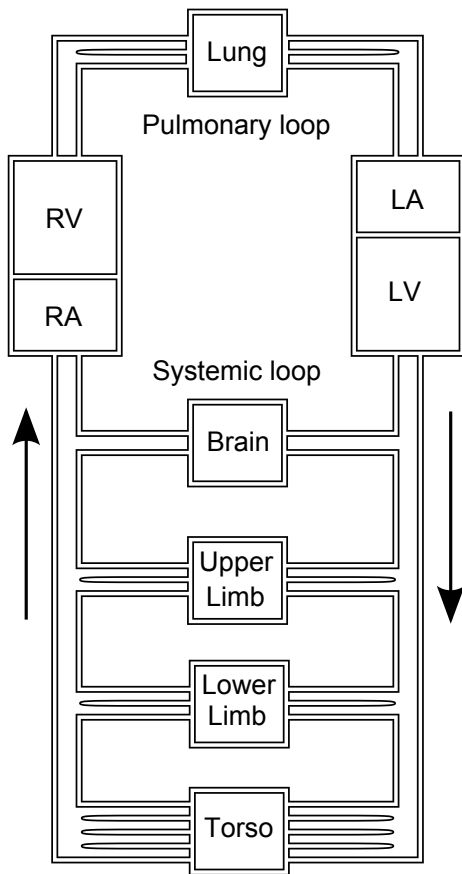 Lung
Pulmonary loop
RV
LA
RA
LV
Systemic loop
Brain
Upper
Limb
Lower
Limb
Torso